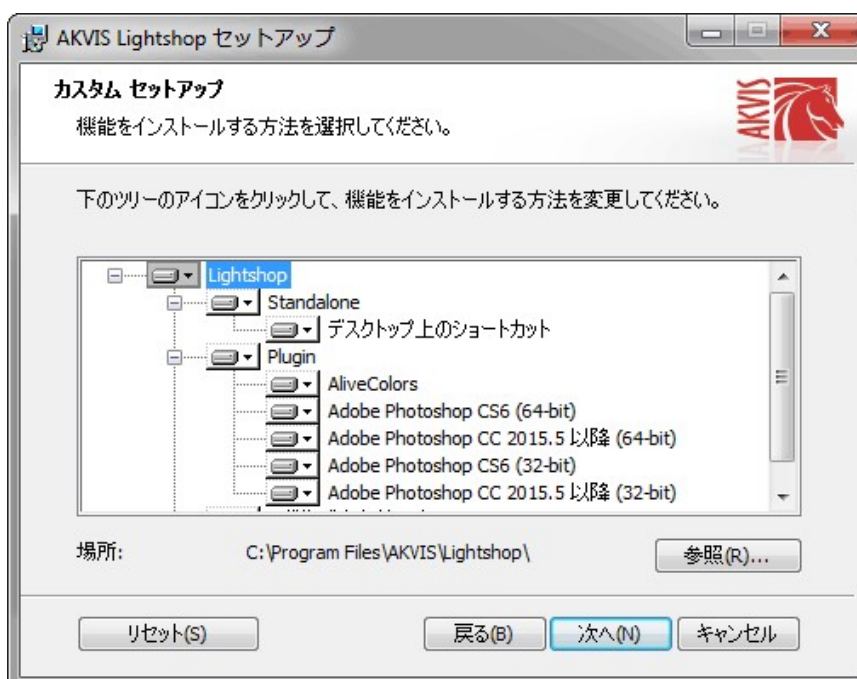 AKVIS Lightshop セットアップ
カスタム セットアップ
機能をインストールする方法を選択してください。
AKVIS
下のツリーのアイコンをクリックして、機能をインストールする方法を変更してください。
Lightshop
Standalone
デスクトップ上のショートカット
Plugin
AliveColors
Adobe Photoshop CS6 (64-bit)
Adobe Photoshop CC 2015.5 以降 (64-bit)
Adobe Photoshop CS6 (32-bit)
Adobe Photoshop CC 2015.5 以降 (32-bit)
場所: C:\Program Files\AKVIS\Lightshop\ 参照(R)...
リセット(S) 戻る(B) 次へ(N) キャンセル